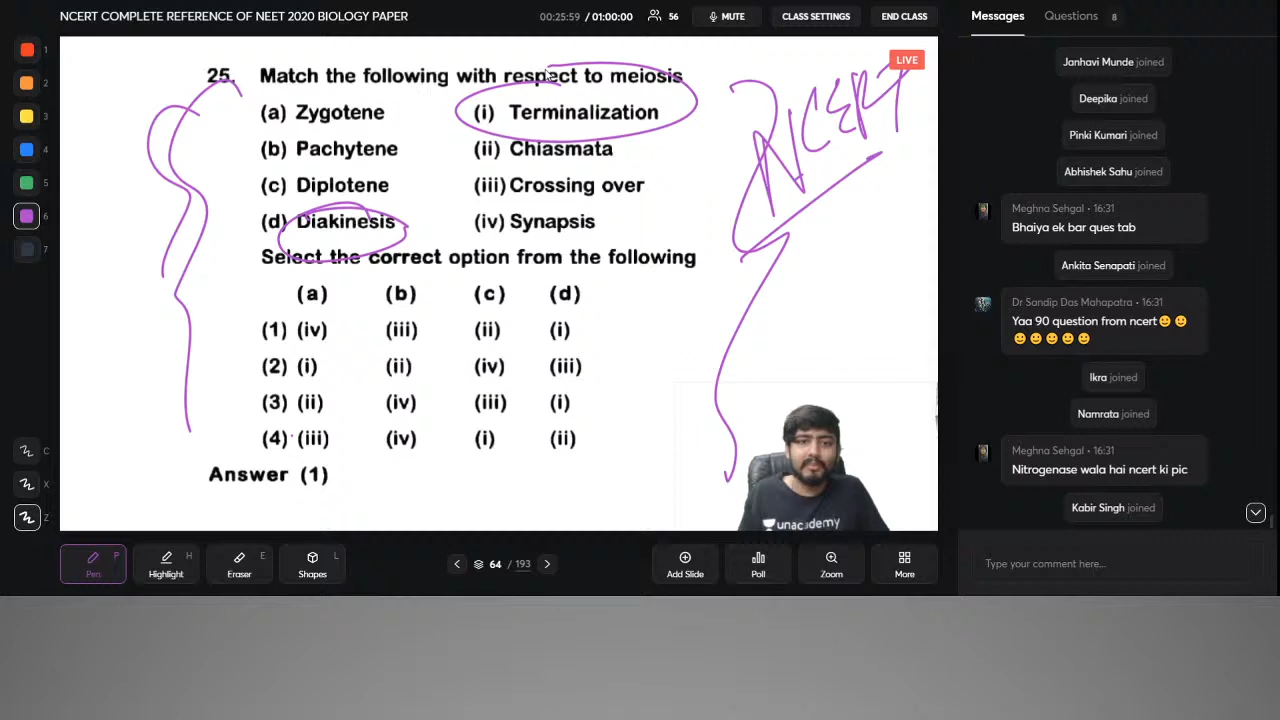 NCERT COMPLETE REFERENCE OF NEET 2020 BIOLOGY PAPER
00:25:59 / 01:00:00 56 MUTE CLASS SETTINGS END CLASS
LIVE
25. Match the following with respect to meiosis
(a) Zygotene (i) Terminalization
(b) Pachytene (ii) Chiasmata
(c) Diplotene (iii) Crossing over
(d) Diakinesis (iv) Synapsis
Select the correct option from the following
(a) (b) (c) (d)
(1) (iv) (iii) (ii) (i)
(2) (i) (ii) (iv) (iii)
(3) (ii) (iv) (iii) (i)
(4) (iii) (iv) (i) (ii)
Answer (1)
NCERT
unacademy
1
2
3
4
5
6
7
C
X
Z
Pen P
Highlight H
Eraser E
Shapes L
64 / 193
Add Slide
Poll
Zoom
More
Messages Questions 8
Janhavi Munde joined
Deepika joined
Pinki Kumari joined
Abhishek Sahu joined
Meghna Sehgal • 16:31
Bhaiya ek bar ques tab
Ankita Senapati joined
Dr Sandip Das Mahapatra • 16:31
Yaa 90 question from ncert
Ikra joined
Namrata joined
Meghna Sehgal • 16:31
Nitrogenase wala hai ncert ki pic
Kabir Singh joined
Type your comment here...